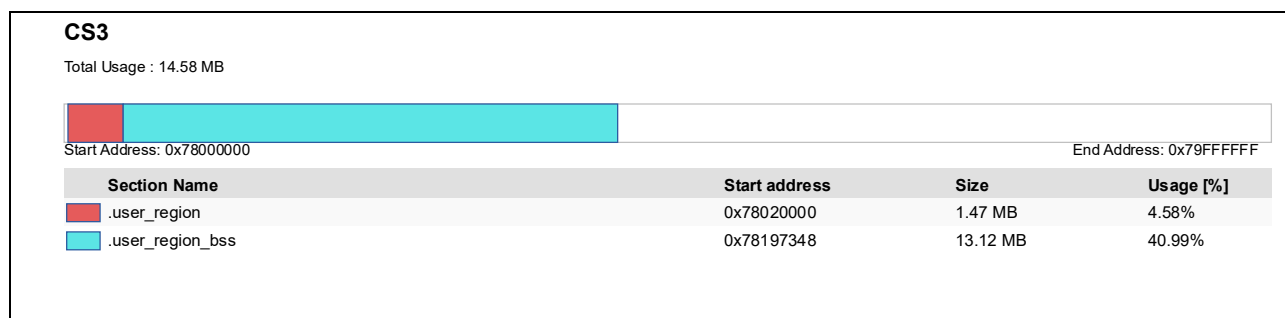 CS3
Total Usage : 14.58 MB
Start Address: 0x78000000 End Address: 0x79FFFFFF
Section Name Start address Size Usage [%]
.user_region 0x78020000 1.47 MB 4.58%
.user_region_bss 0x78197348 13.12 MB 40.99%